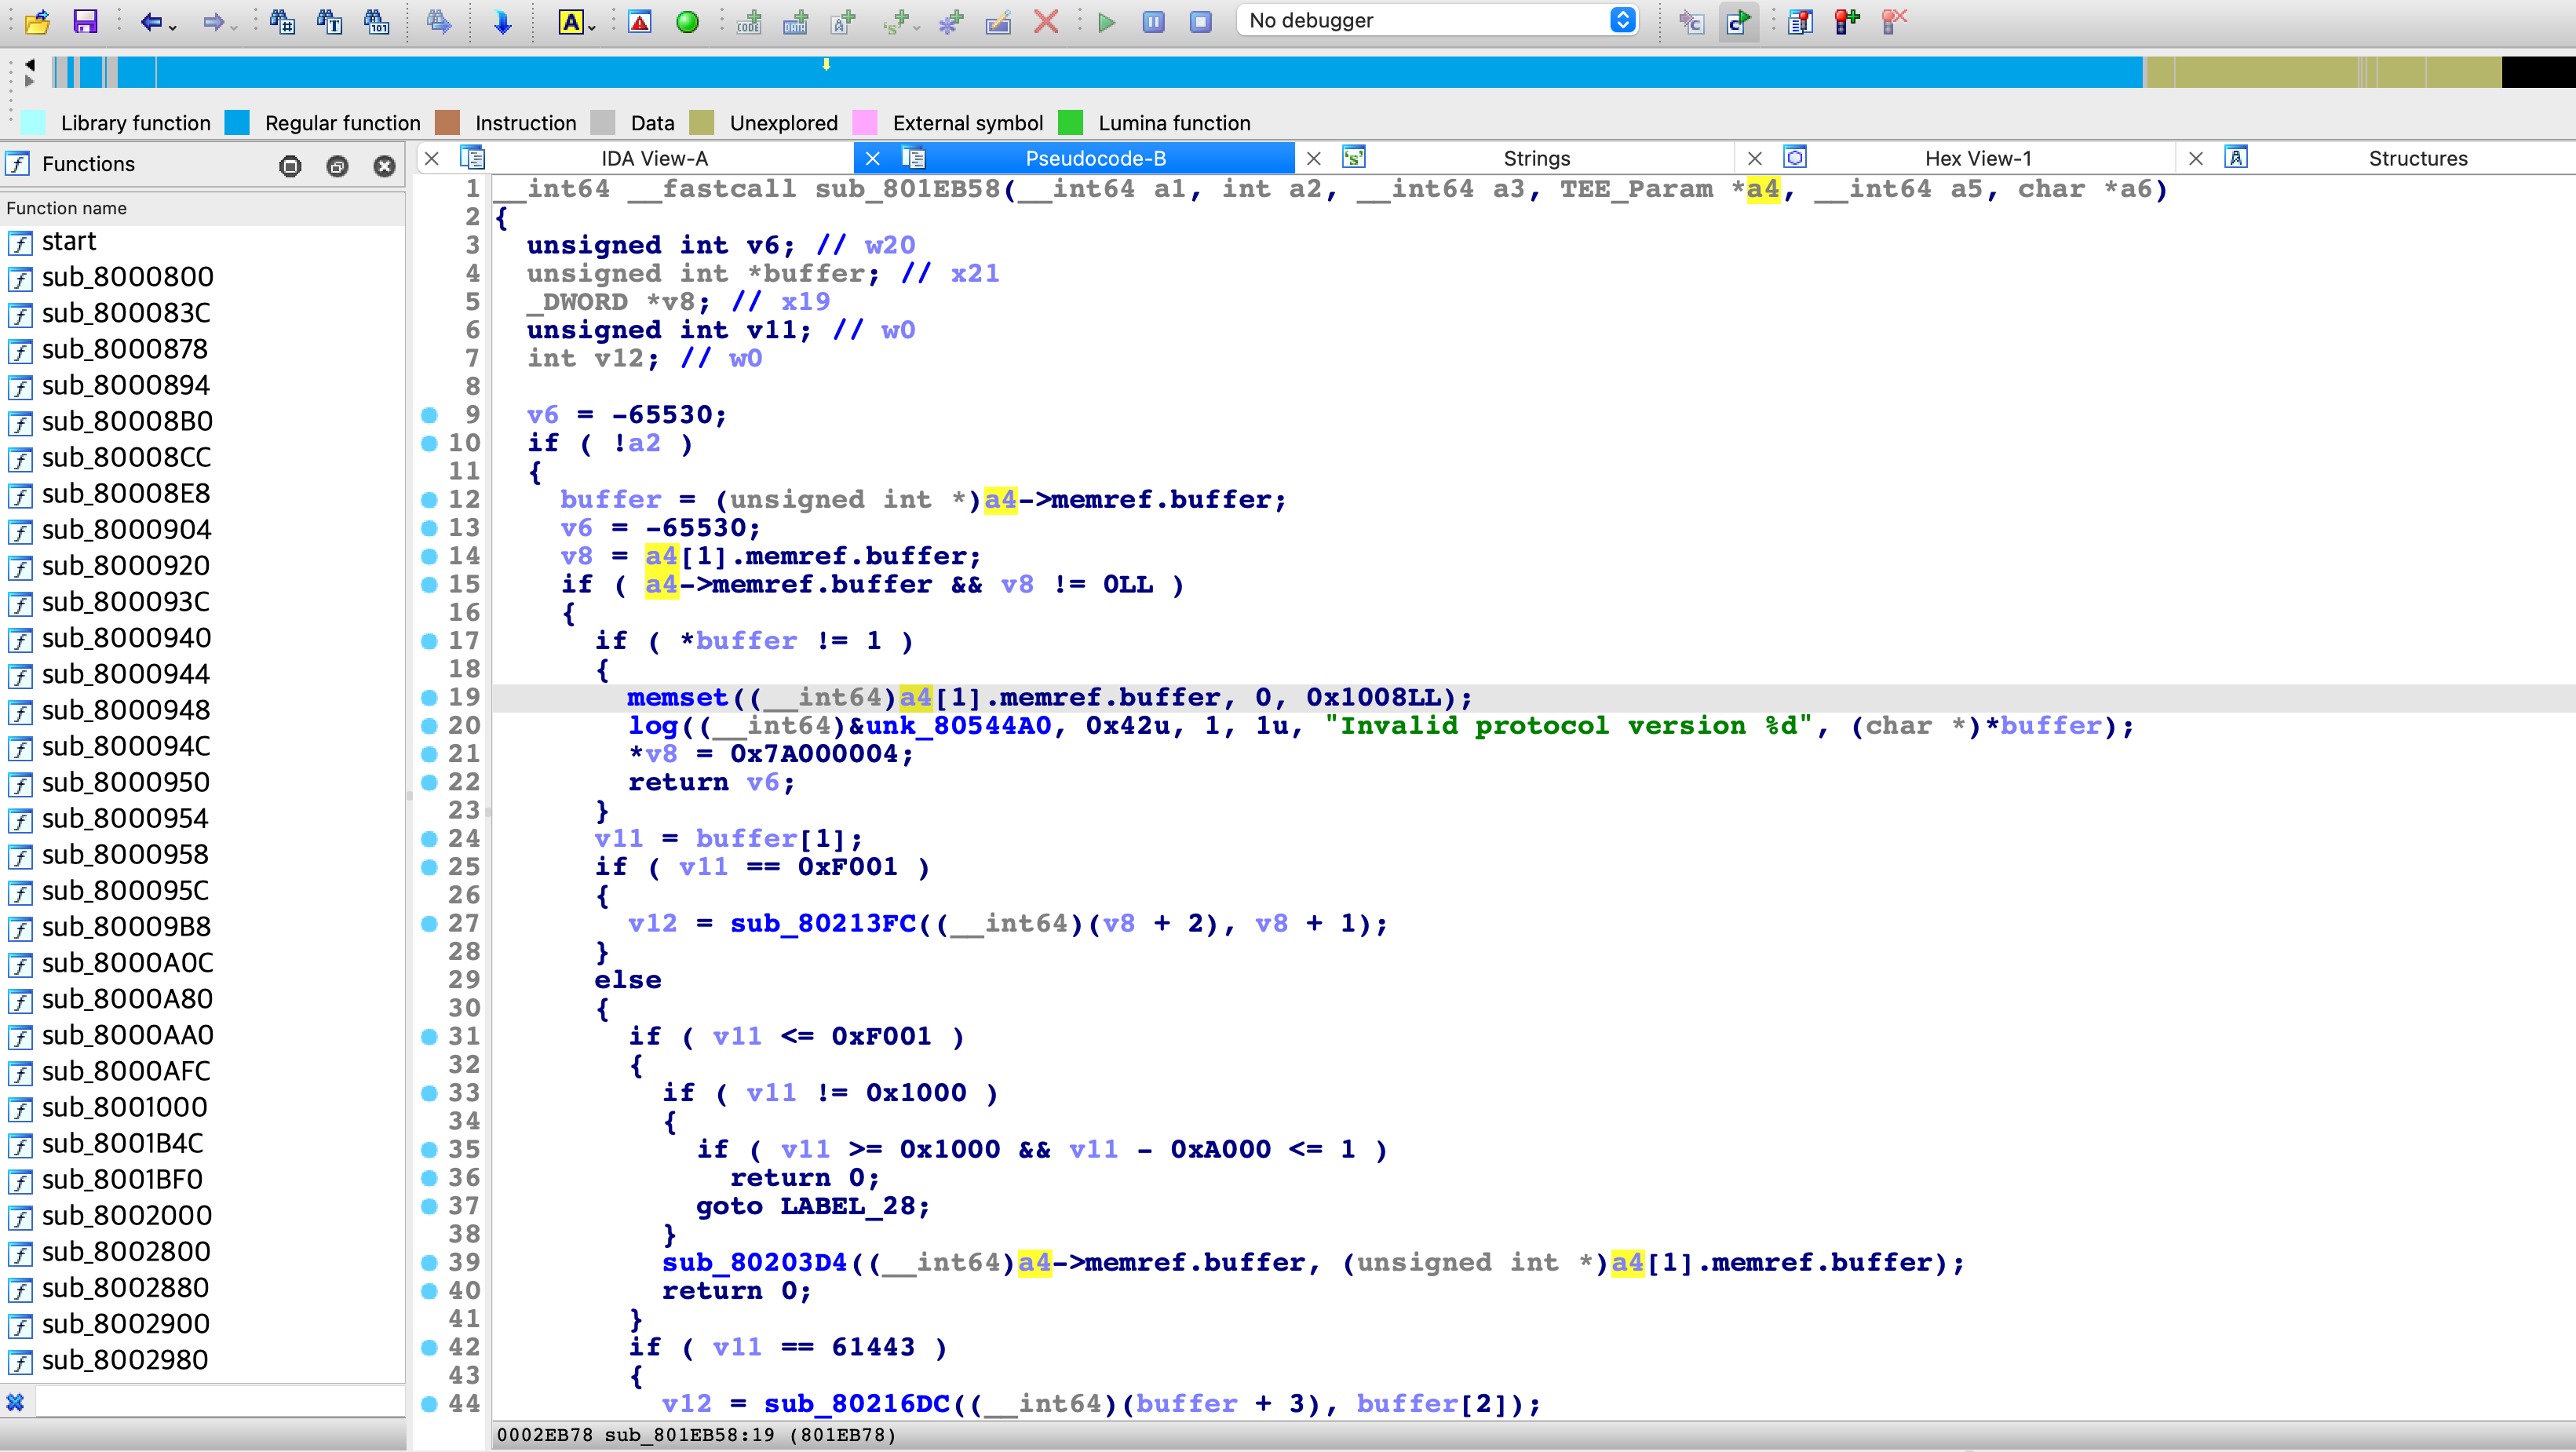 No debugger
Library function Regular function Instruction Data Unexplored External symbol Lumina function
Functions
IDA View-A Pseudocode-B Strings Hex View-1 Structures
Function name
start
sub_8000800
sub_800083C
sub_8000878
sub_8000894
sub_80008B0
sub_80008CC
sub_80008E8
sub_8000904
sub_8000920
sub_800093C
sub_8000940
sub_8000944
sub_8000948
sub_800094C
sub_8000950
sub_8000954
sub_8000958
sub_800095C
sub_80009B8
sub_8000A0C
sub_8000A80
sub_8000AA0
sub_8000AFC
sub_8001000
sub_8001B4C
sub_8001BF0
sub_8002000
sub_8002800
sub_8002880
sub_8002900
sub_8002980
1 __int64 __fastcall sub_801EB58(__int64 a1, int a2, __int64 a3, TEE_Param *a4, __int64 a5, char *a6)
2 {
3 unsigned int v6; // w20
4 unsigned int *buffer; // x21
5 _DWORD *v8; // x19
6 unsigned int v11; // w0
7 int v12; // w0
8
9 v6 = -65530;
10 if ( !a2 )
11 {
12 buffer = (unsigned int *)a4->memref.buffer;
13 v6 = -65530;
14 v8 = a4[1].memref.buffer;
15 if ( a4->memref.buffer && v8 != 0LL )
16 {
17 if ( *buffer != 1 )
18 {
19 memset((__int64)a4[1].memref.buffer, 0, 0x1008LL);
20 log((__int64)&unk_80544A0, 0x42u, 1, 1u, "Invalid protocol version %d", (char *)*buffer);
21 *v8 = 0x7A000004;
22 return v6;
23 }
24 v11 = buffer[1];
25 if ( v11 == 0xF001 )
26 {
27 v12 = sub_80213FC((__int64)(v8 + 2), v8 + 1);
28 }
29 else
30 {
31 if ( v11 <= 0xF001 )
32 {
33 if ( v11 != 0x1000 )
34 {
35 if ( v11 >= 0x1000 && v11 - 0xA000 <= 1 )
36 return 0;
37 goto LABEL_28;
38 }
39 sub_80203D4((__int64)a4->memref.buffer, (unsigned int *)a4[1].memref.buffer);
40 return 0;
41 }
42 if ( v11 == 61443 )
43 {
44 v12 = sub_80216DC((__int64)(buffer + 3), buffer[2]);
0002EB78 sub_801EB58:19 (801EB78)